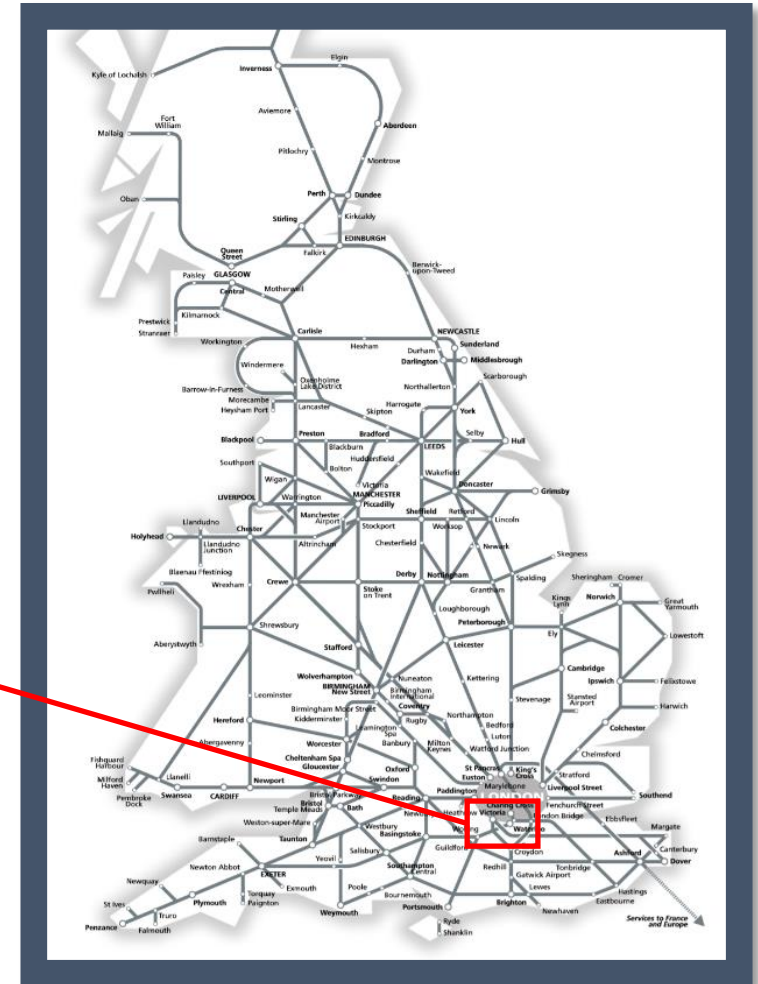 Kyle of Lochalsh
Inverness
Elgin
Aviemore
Aberdeen
Fort
William
Mallaig
Pitlochry
Montrose
Oban
Perth
Dundee
Stirling
Kirkcaldy
Queen
Street
Falkirk
EDINBURGH
Berwick-
upon-Tweed
Paisley
GLASGOW
Central
Motherwell
Prestwick
Kilmarnock
Stranraer
Carlisle
NEWCASTLE
Workington
Hexham
Durham
Sunderland
Darlington
Middlesbrough
Windermere
Scarborough
Oxenholme
Lake District
Northallerton
Barrow-in-Furness
Morecambe
Heysham Port
Lancaster
Harrogate
Skipton
York
Selby
Blackpool
Preston
Bradford
LEEDS
Hull
Blackburn
Huddersfield
Southport
Bolton
Wakefield
Wigan
Victoria
Doncaster
MANCHESTER
Piccadilly
Grimsby
LIVERPOOL
Warrington
Manchester
Airport
Sheffield
Retford
Lincoln
Stockport
Worksop
Llandudno
Holyhead
Chester
Llandudno
Junction
Altrincham
Chesterfield
Newark
Skegness
Blaenau Ffestiniog
Wrexham
Crewe
Stoke
on Trent
Derby
Nottingham
Grantham
Spalding
Sheringham
Cromer
Pwllheli
Kings
Lynn
Norwich
Great
Yarmouth
Loughborough
Peterborough
Shrewsbury
Ely
Lowestoft
Aberystwyth
Stafford
Leicester
Wolverhampton
Nuneaton
Kettering
Cambridge
BIRMINGHAM
New Street
Birmingham
International
Ipswich
Felixstowe
Leominster
Coventry
Stevenage
Stansted
Airport
Harwich
Birmingham Moor Street
Kidderminster
Rugby
Northampton
Hereford
Leamington
Spa
Bedford
Colchester
Abergavenny
Worcester
Banbury
Milton
Keynes
Luton
Watford Junction
Chelmsford
Fishguard
Harbour
Cheltenham Spa
Gloucester
Oxford
St Pancras
Euston
King's
Cross
Stratford
Milford
Haven
Llanelli
Swindon
Marylebone
Liverpool Street
Pembroke
Dock
Swansea
CARDIFF
Newport
Bristol Parkway
Reading
Paddington
LONDON
Southend
Bristol
Temple Meads
Bath
Charing Cross
Fenchurch Street
Heathrow
Victoria
London Bridge
Ebbsfleet
Weston-super-Mare
Westbury
Basingstoke
Woking
Waterloo
Margate
Barnstaple
Taunton
Guildford
Croydon
Canterbury
Yeovil
Salisbury
Redhill
Tonbridge
Ashford
Dover
Newton Abbot
EXETER
Southampton
Central
Gatwick Airport
Newquay
Exmouth
Poole
Lewes
Hastings
Torquay
Paignton
Bournemouth
Eastbourne
St Ives
Plymouth
Weymouth
Portsmouth
Brighton
Newhaven
Truro
Penzance
Falmouth
Ryde
Shanklin
Services to France
and Europe